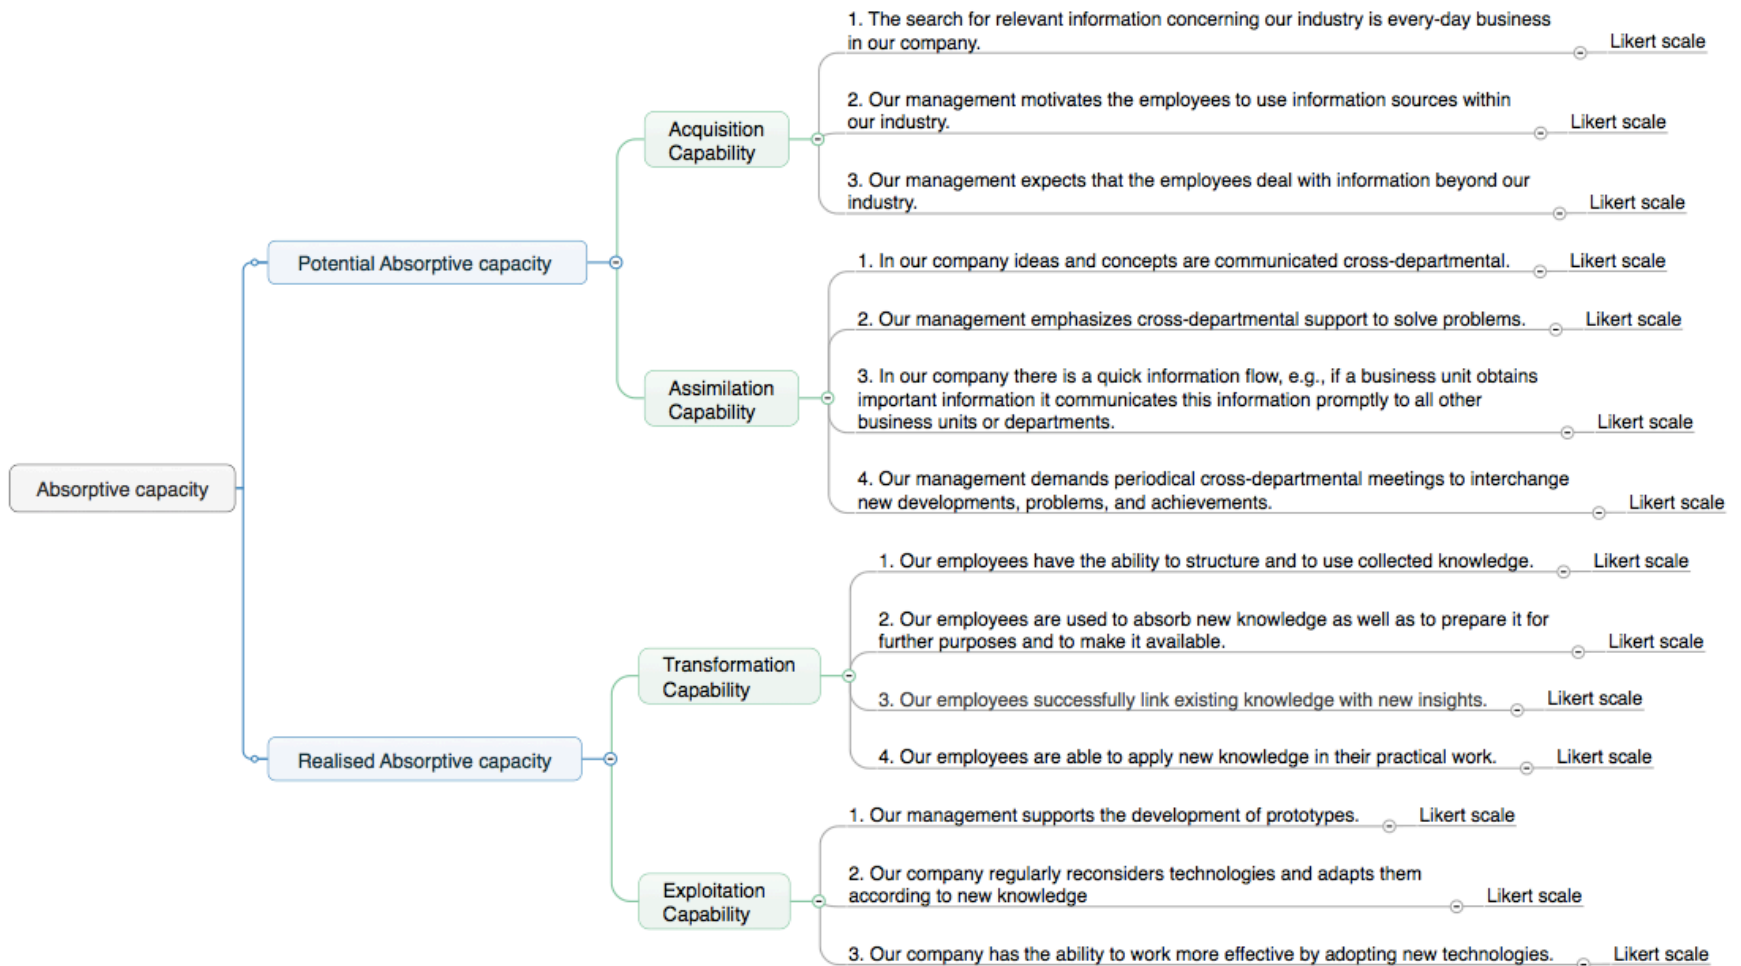 Absorptive capacity
Potential Absorptive capacity
Acquisition
Capability
1. The search for relevant information concerning our industry is every-day business
in our company.
Likert scale
2. Our management motivates the employees to use information sources within
our industry.
Likert scale
3. Our management expects that the employees deal with information beyond our
industry.
Likert scale
Assimilation
Capability
1. In our company ideas and concepts are communicated cross-departmental.
Likert scale
2. Our management emphasizes cross-departmental support to solve problems.
Likert scale
3. In our company there is a quick information flow, e.g., if a business unit obtains
important information it communicates this information promptly to all other
business units or departments.
Likert scale
4. Our management demands periodical cross-departmental meetings to interchange
new developments, problems, and achievements.
Likert scale
Realised Absorptive capacity
Transformation
Capability
1. Our employees have the ability to structure and to use collected knowledge.
Likert scale
2. Our employees are used to absorb new knowledge as well as to prepare it for
further purposes and to make it available.
Likert scale
3. Our employees successfully link existing knowledge with new insights.
Likert scale
4. Our employees are able to apply new knowledge in their practical work.
Likert scale
Exploitation
Capability
1. Our management supports the development of prototypes.
Likert scale
2. Our company regularly reconsiders technologies and adapts them
according to new knowledge
Likert scale
3. Our company has the ability to work more effective by adopting new technologies.
Likert scale